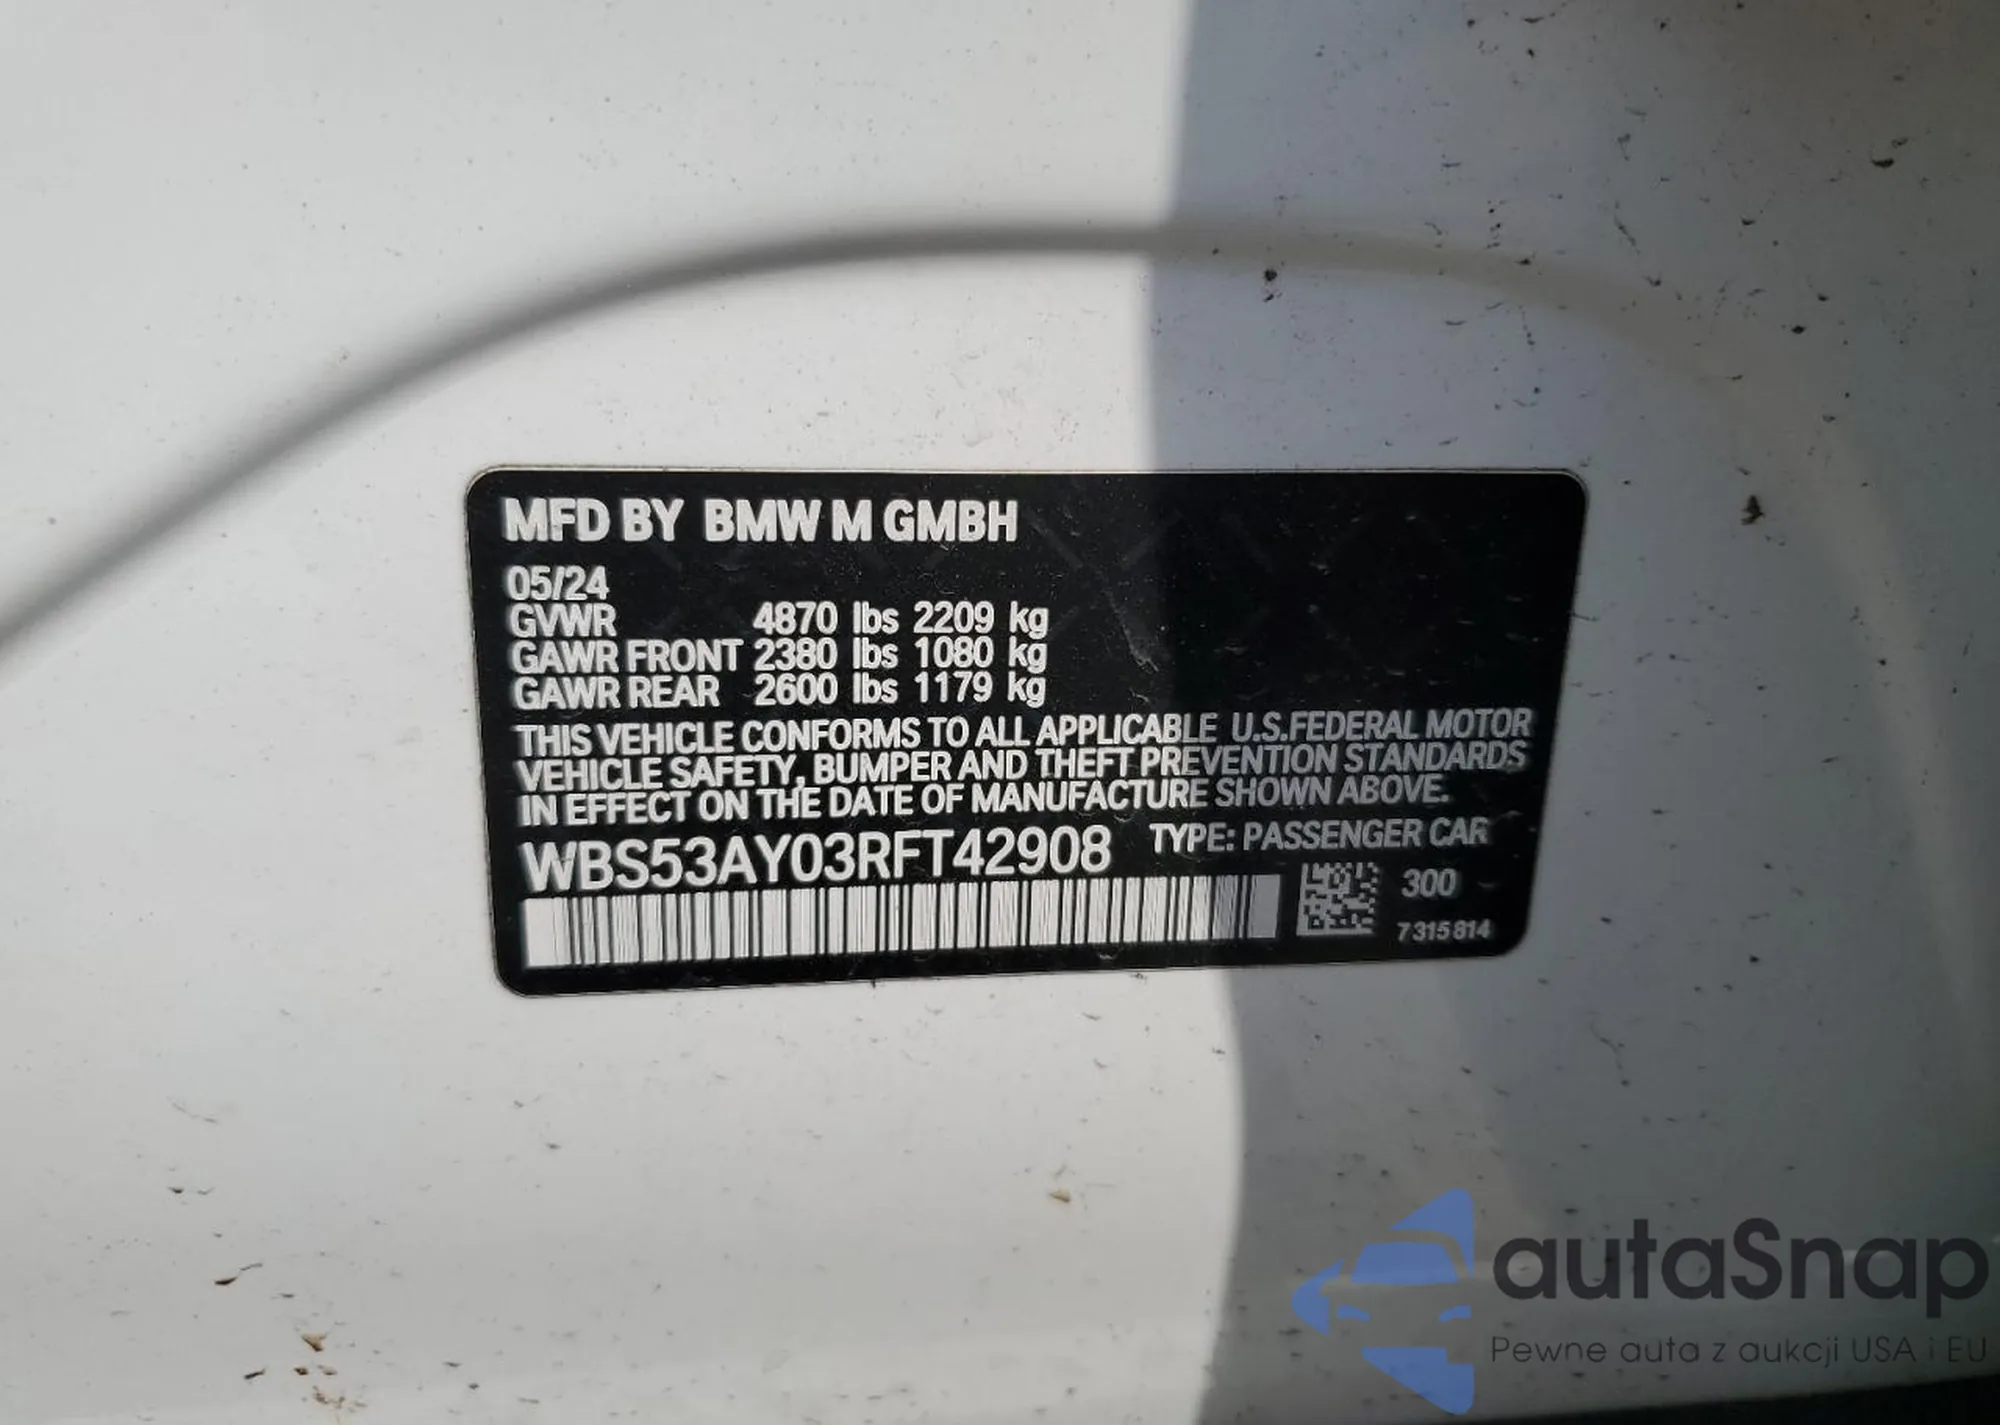 MFD BY BMW M GMBH
05/24
GVWR 4870 lbs 2209 kg
GAWR FRONT 2380 lbs 1080 kg
GAWR REAR 2600 lbs 1179 kg
THIS VEHICLE CONFORMS TO ALL APPLICABLE U.S.FEDERAL MOTOR
VEHICLE SAFETY, BUMPER AND THEFT PREVENTION STANDARDS
IN EFFECT ON THE DATE OF MANUFACTURE SHOWN ABOVE.
WBS53AY03RFT42908 TYPE: PASSENGER CAR
300
7315814
autaSnap
Pewne auta z aukcji USA i EU